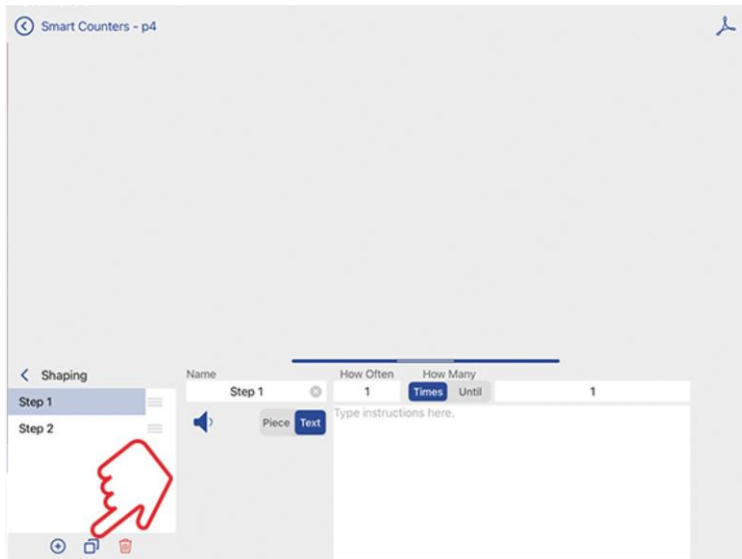 Smart Counters - p4
Shaping
Name
How Often
How Many
Step 1
Step 2
Step 1
1
Times
Until
1
Piece
Text
Type instructions here.